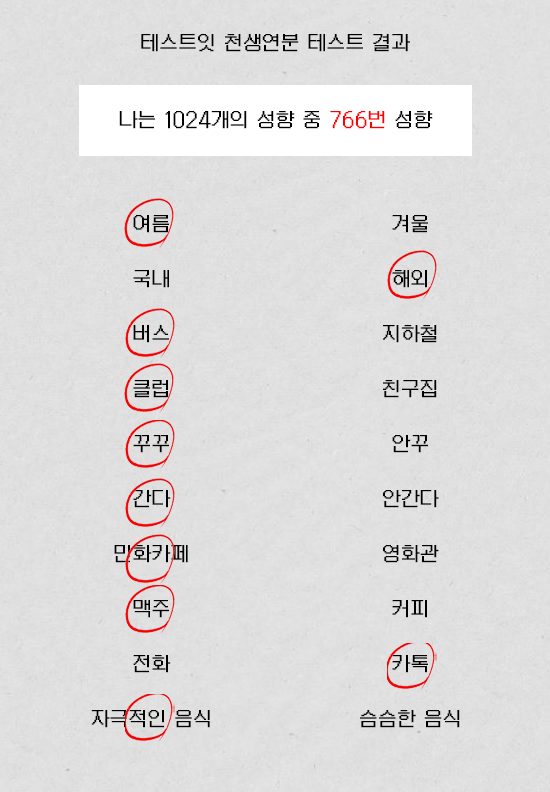 테스트잇 천생연분 테스트 결과
나는 1024개의 성향 중 766번 성향
여름 겨울
국내 해외
버스 지하철
클럽 친구집
꾸꾸 안꾸
간다 안간다
만화카페 영화관
맥주 커피
전화 카톡
자극적인 음식 슴슴한 음식